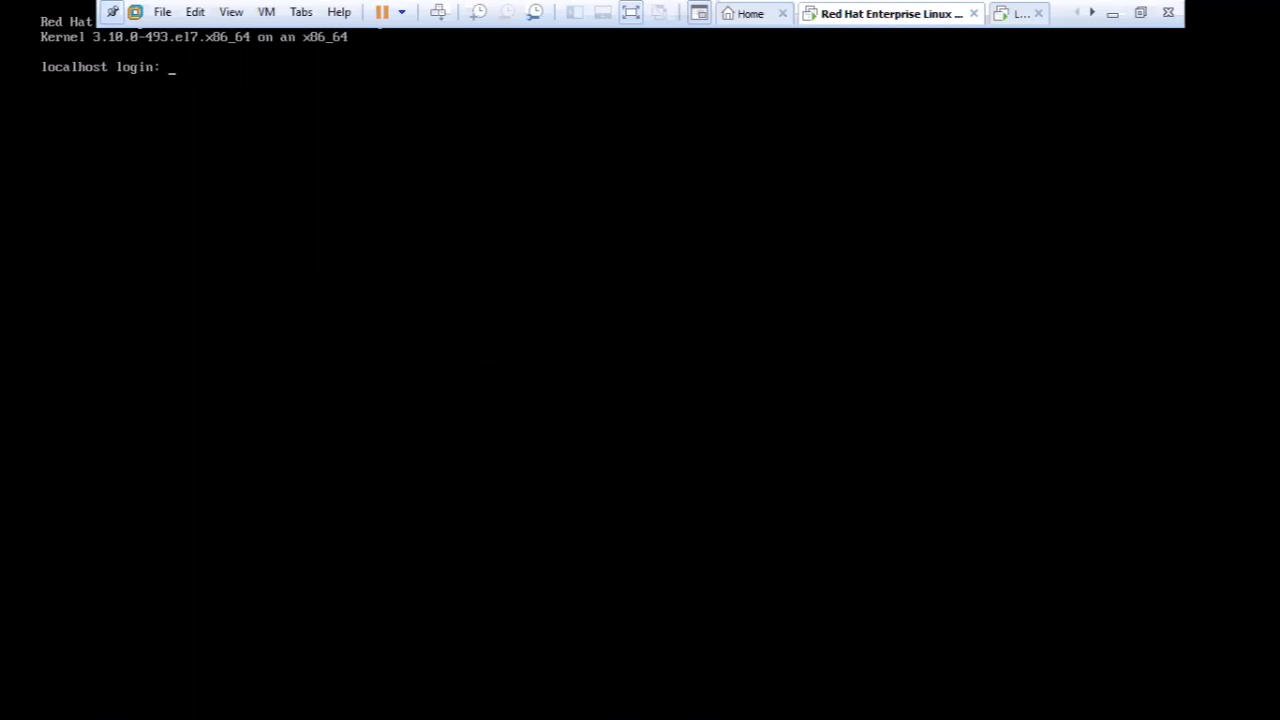 File Edit View VM Tabs Help Home Red Hat Enterprise Linux ... L...
Red Hat
Kernel 3.10.0-493.el7.x86_64 on an x86_64
localhost login: _